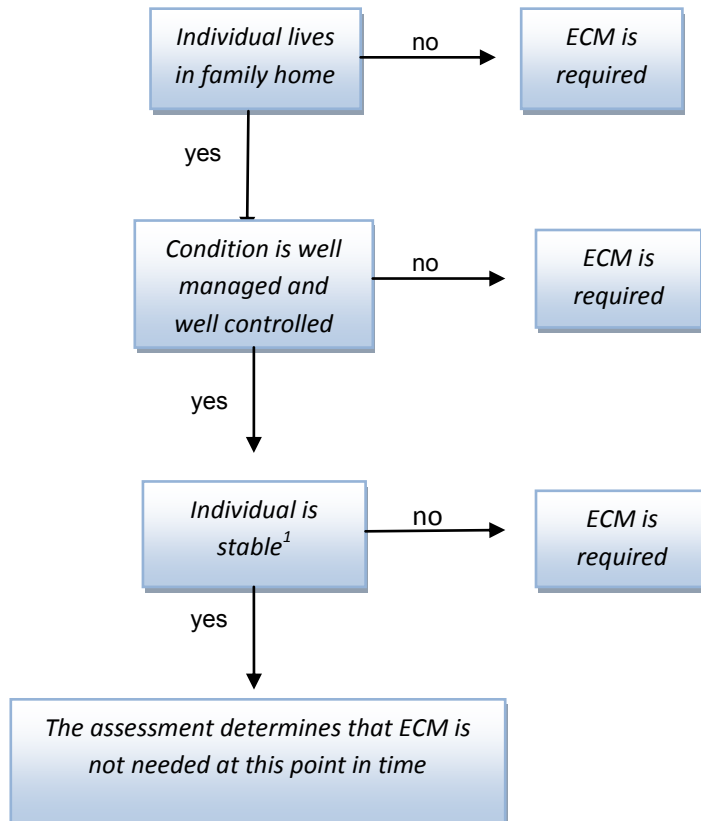 Individual lives
in family home
no
ECM is
required
yes
Condition is well
managed and
well controlled
no
ECM is
required
yes
Individual is
stable¹
no
ECM is
required
yes
The assessment determines that ECM is
not needed at this point in time